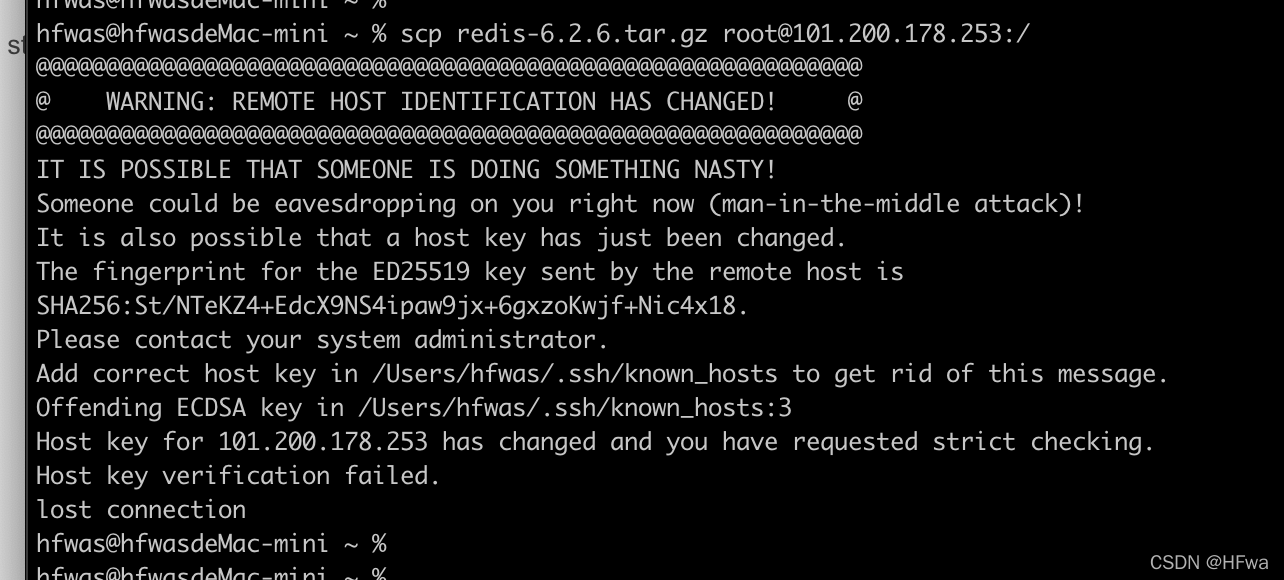 hfwas@hfwasdeMac-mini ~ %
hfwas@hfwasdeMac-mini ~ % scp redis-6.2.6.tar.gz root@101.200.178.253:/
st
@@@@@@@@@@@@@@@@@@@@@@@@@@@@@@@@@@@@@@@@@@@@@@@@@@@@@@@@@@@
@    WARNING: REMOTE HOST IDENTIFICATION HAS CHANGED!     @
@@@@@@@@@@@@@@@@@@@@@@@@@@@@@@@@@@@@@@@@@@@@@@@@@@@@@@@@@@@
IT IS POSSIBLE THAT SOMEONE IS DOING SOMETHING NASTY!
Someone could be eavesdropping on you right now (man-in-the-middle attack)!
It is also possible that a host key has just been changed.
The fingerprint for the ED25519 key sent by the remote host is
SHA256:St/NTeKZ4+EdcX9NS4ipaw9jx+6gxzoKwjf+Nic4x18.
Please contact your system administrator.
Add correct host key in /Users/hfwas/.ssh/known_hosts to get rid of this message.
Offending ECDSA key in /Users/hfwas/.ssh/known_hosts:3
Host key for 101.200.178.253 has changed and you have requested strict checking.
Host key verification failed.
lost connection
hfwas@hfwasdeMac-mini ~ %
hfwas@hfwasdeMac-mini ~ %
CSDN @HFwa